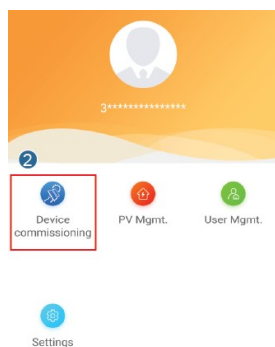 3***************
2
Device
commissioning
PV Mgmt.
User Mgmt.
Settings